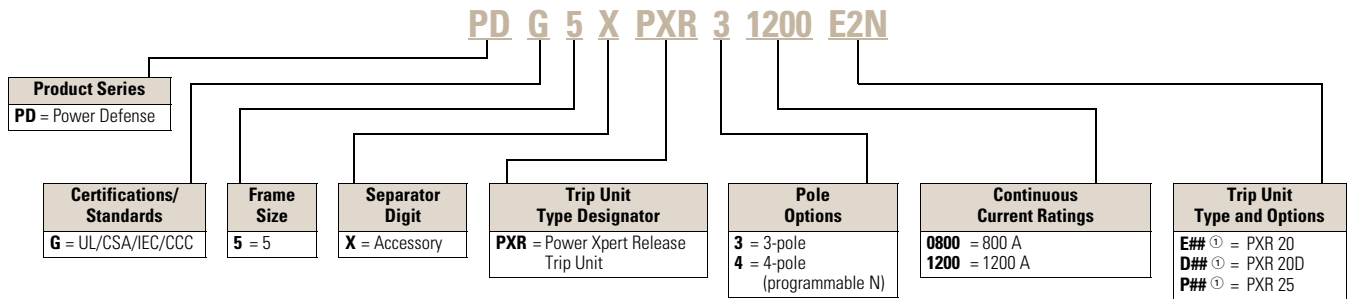 PD G 5 X PXR 3 1200 E2N
Product Series
PD = Power Defense
Certifications/
Standards
G = UL/CSA/IEC/CCC
Frame
Size
5 = 5
Separator
Digit
X = Accessory
Trip Unit
Type Designator
PXR = Power Xpert Release
Trip Unit
Pole
Options
3 = 3-pole
4 = 4-pole
(programmable N)
Continuous
Current Ratings
0800 = 800 A
1200 = 1200 A
Trip Unit
Type and Options
E## ① = PXR 20
D## ① = PXR 20D
P## ① = PXR 25